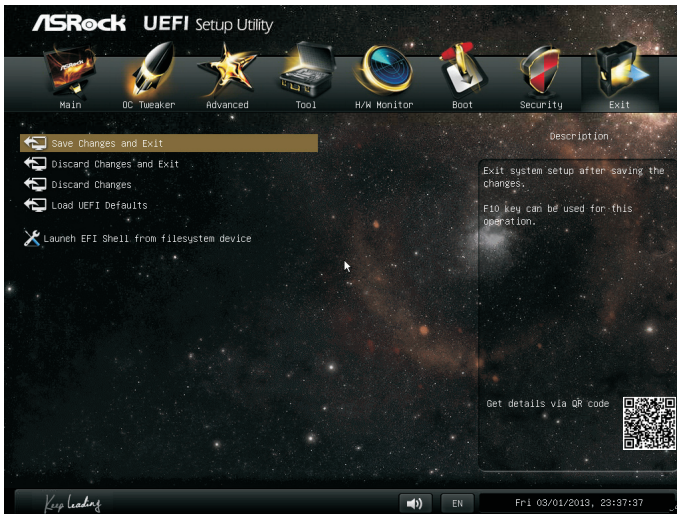 ASRock UEFI Setup Utility
ASRock
Main OC Tweaker Advanced Tool H/W Monitor Boot Security Exit
Save Changes and Exit
Discard Changes and Exit
Discard Changes
Load UEFI Defaults
Launch EFI Shell from filesystem device
Description
Exit system setup after saving the
changes.
F10 key can be used for this
operation.
Get details via QR code
Keep Leading
EN
Fri 03/01/2013, 23:37:37